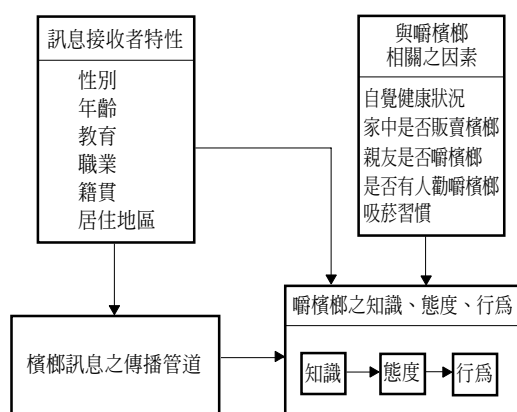 訊息接收者特性
性別
年齡
教育
職業
籍貫
居住地區
與嚼檳榔
相關之因素
自覺健康狀況
家中是否販賣檳榔
親友是否嚼檳榔
是否有人勸嚼檳榔
吸菸習慣
檳榔訊息之傳播管道
嚼檳榔之知識、態度、行爲
知識
態度
行爲